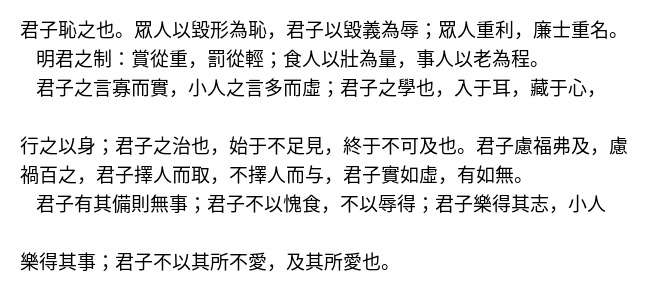 君子恥之也。眾人以毀形為恥，君子以毀義為辱；眾人重利，廉士重名。
明君之制：賞從重，罰從輕；食人以壯為量，事人以老為程。
君子之言寡而實，小人之言多而虛；君子之學也，入于耳，藏于心，
行之以身；君子之治也，始于不足見，終于不可及也。君子慮福弗及，慮
禍百之，君子擇人而取，不擇人而与，君子實如虛，有如無。
君子有其備則無事；君子不以愧食，不以辱得；君子樂得其志，小人
樂得其事；君子不以其所不愛，及其所愛也。